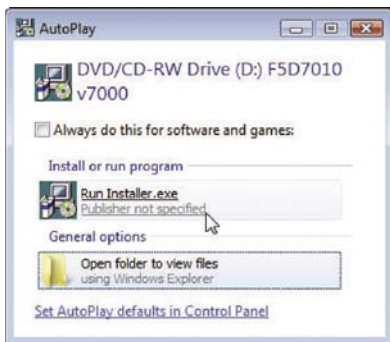 AutoPlay
DVD/CD-RW Drive (D:) F5D7010
v7000
Always do this for software and games:
Install or run program
Run Installer.exe
Publisher not specified
General options
Open folder to view files
using Windows Explorer
Set AutoPlay defaults in Control Panel